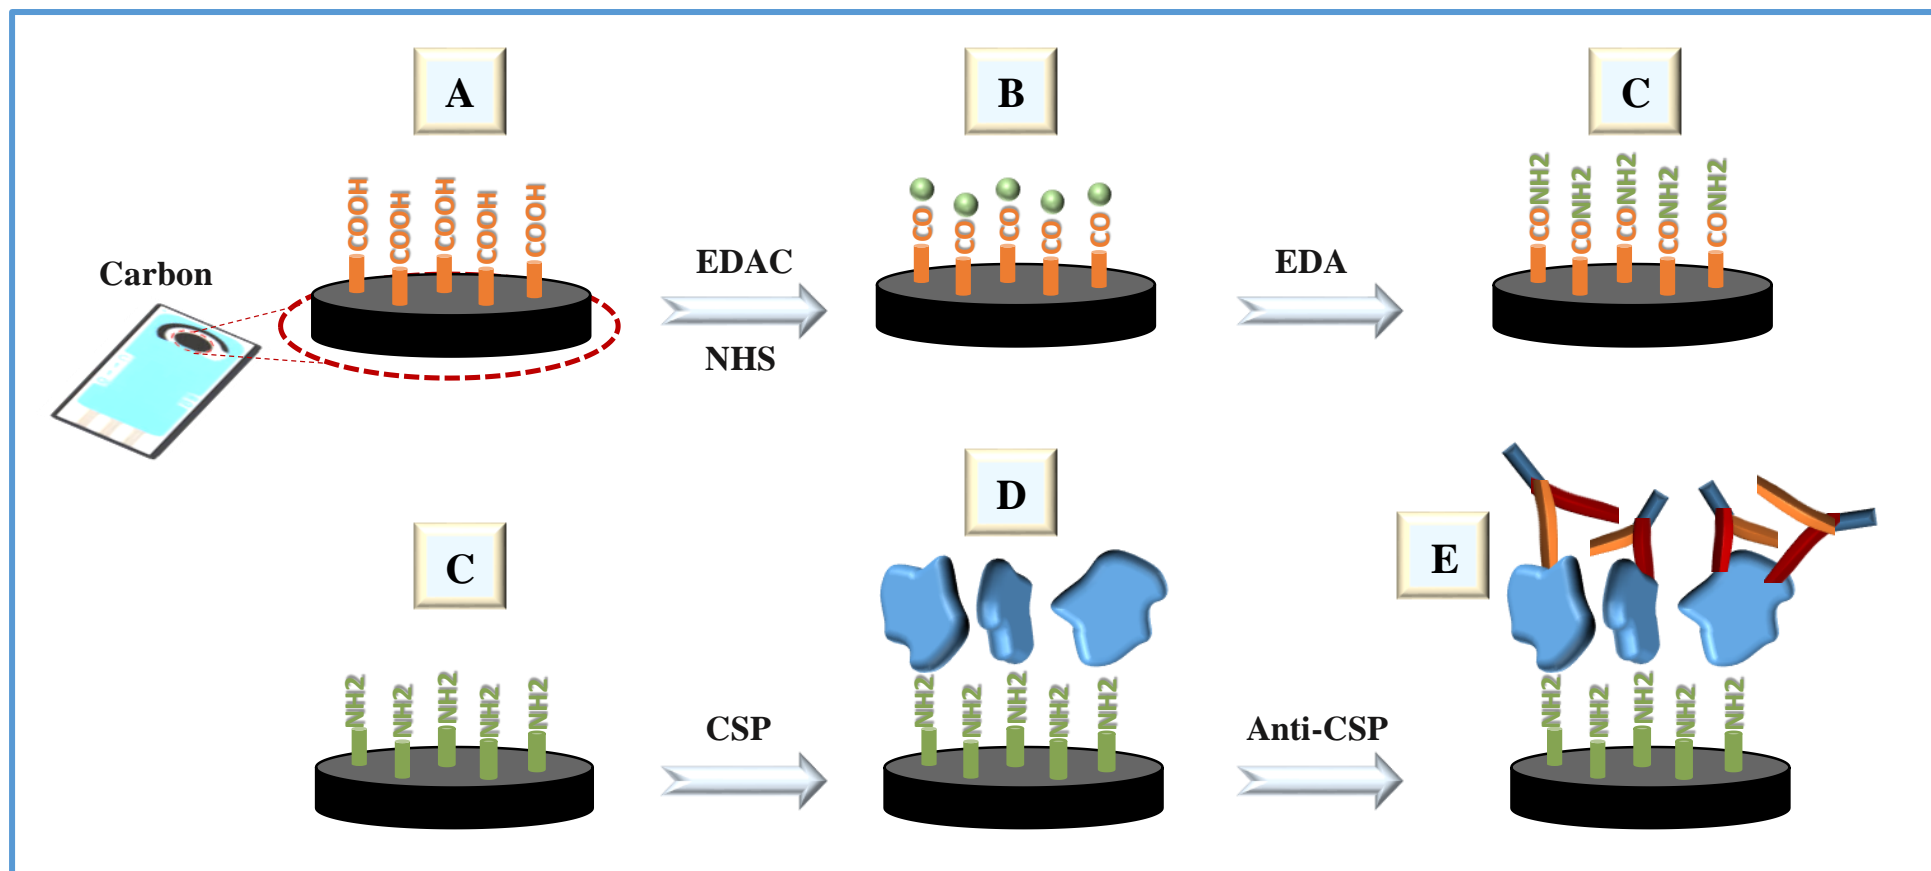 A
B
C
COOH
COOH
COOH
COOH
COOH
CO
CO
CO
CO
CO
CONH2
CONH2
CONH2
CONH2
CONH2
Carbon
EDAC
NHS
EDA
C
D
E
NH2
NH2
NH2
NH2
NH2
CSP
NH2
NH2
NH2
NH2
NH2
Anti-CSP
NH2
NH2
NH2
NH2
NH2